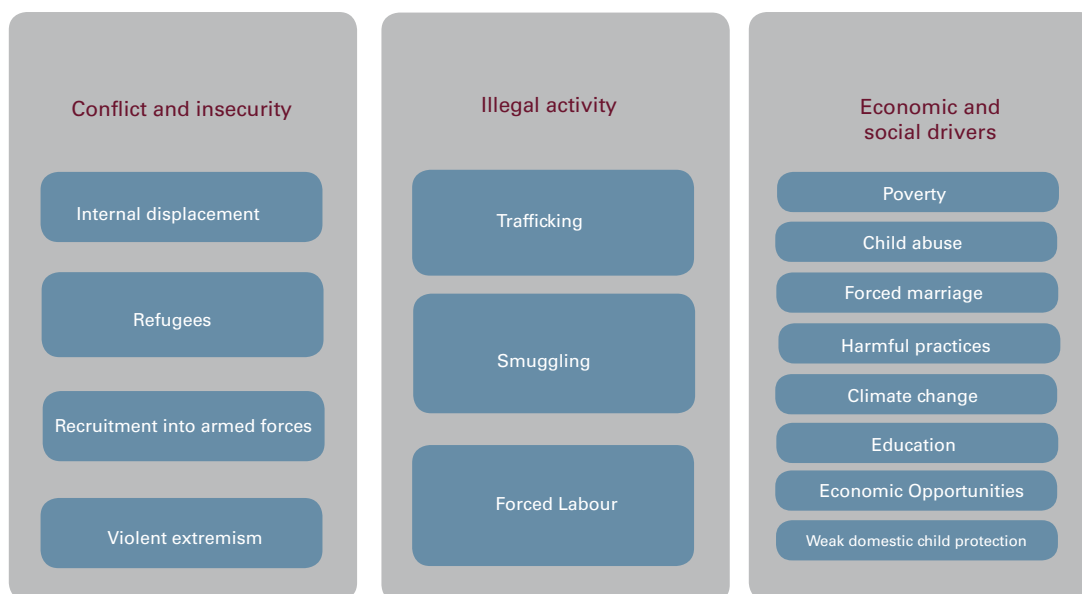 Conflict and insecurity
Internal displacement
Refugees
Recruitment into armed forces
Violent extremism
Illegal activity
Trafficking
Smuggling
Forced Labour
Economic and
social drivers
Poverty
Child abuse
Forced marriage
Harmful practices
Climate change
Education
Economic Opportunities
Weak domestic child protection